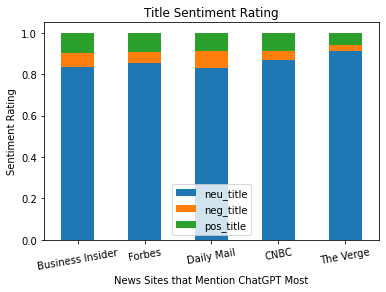 Title Sentiment Rating
Sentiment Rating
1.0
0.8
0.6
0.4
0.2
0.0
neu_title
neg_title
pos_title
Business Insider
Forbes
Daily Mail
CNBC
The Verge
News Sites that Mention ChatGPT Most